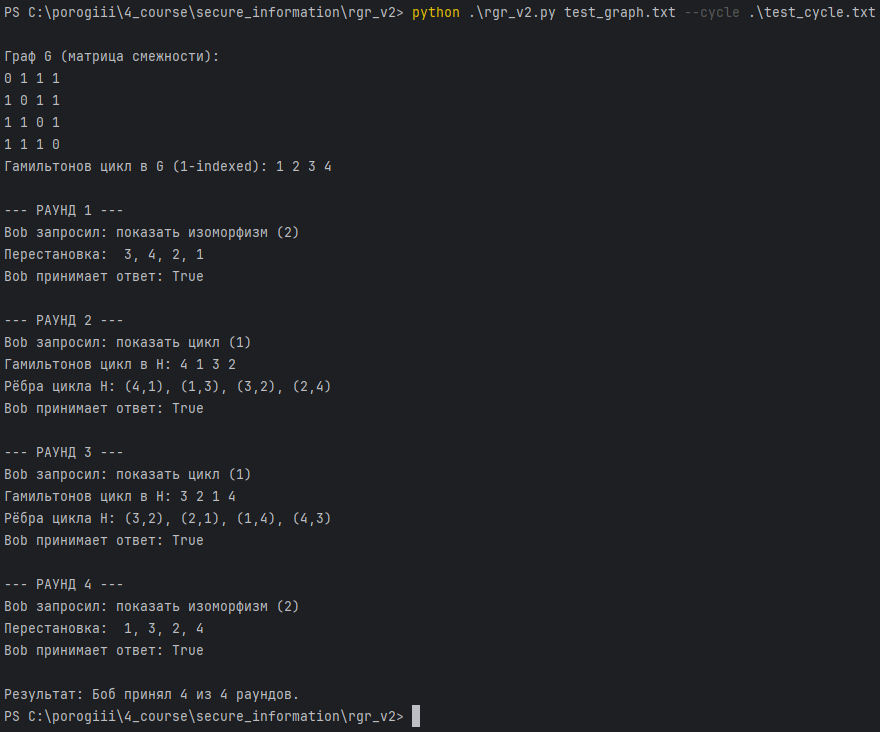 PS C:\porogiii\4_course\secure_information\rgr_v2> python .\rgr_v2.py test_graph.txt --cycle .\test_cycle.txt
Граф G (матрица смежности):
0 1 1 1
1 0 1 1
1 1 0 1
1 1 1 0
Гамильтонов цикл в G (1-indexed): 1 2 3 4
--- РАУНД 1 ---
Bob запросил: показать изоморфизм (2)
Перестановка:  3, 4, 2, 1
Bob принимает ответ: True
--- РАУНД 2 ---
Bob запросил: показать цикл (1)
Гамильтонов цикл в H: 4 1 3 2
Рёбра цикла H: (4,1), (1,3), (3,2), (2,4)
Bob принимает ответ: True
--- РАУНД 3 ---
Bob запросил: показать цикл (1)
Гамильтонов цикл в H: 3 2 1 4
Рёбра цикла H: (3,2), (2,1), (1,4), (4,3)
Bob принимает ответ: True
--- РАУНД 4 ---
Bob запросил: показать изоморфизм (2)
Перестановка:  1, 3, 2, 4
Bob принимает ответ: True
Результат: Боб принял 4 из 4 раундов.
PS C:\porogiii\4_course\secure_information\rgr_v2>